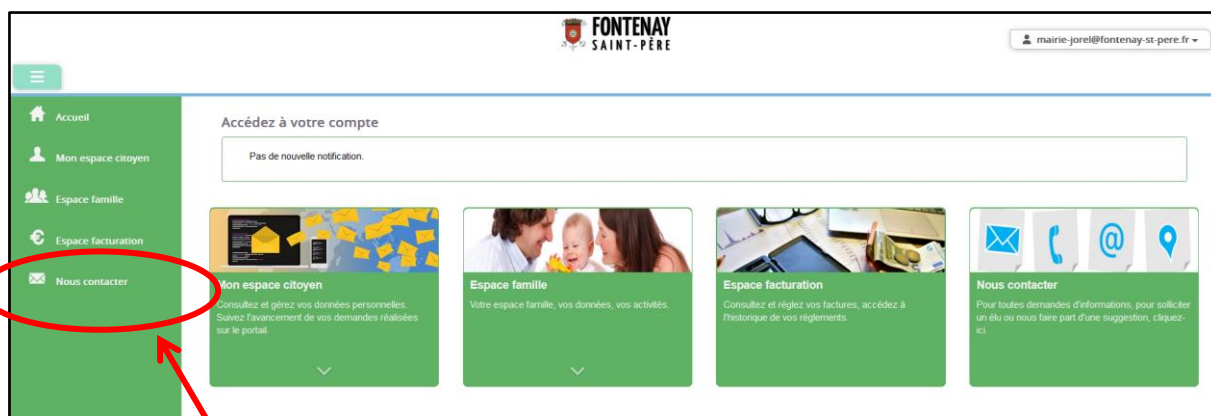 FONTENAY
SAINT-PÈRE
mairie-jorel@fontenay-st-pere.fr
Accueil
Mon espace citoyen
Espace famille
Espace facturation
Nous contacter
Accédez à votre compte
Pas de nouvelle notification.
Mon espace citoyen
Consultez et gérez vos données personnelles.
Suivez l'avancement de vos demandes réalisées
sur le portail.
Espace famille
Votre espace famille, vos données, vos activités.
Espace facturation
Consultez et réglez vos factures, accédez à
l'historique de vos règlements.
Nous contacter
Pour toutes demandes d'informations, pour solliciter
un élu ou nous faire part d'une suggestion, cliquez-
ici.